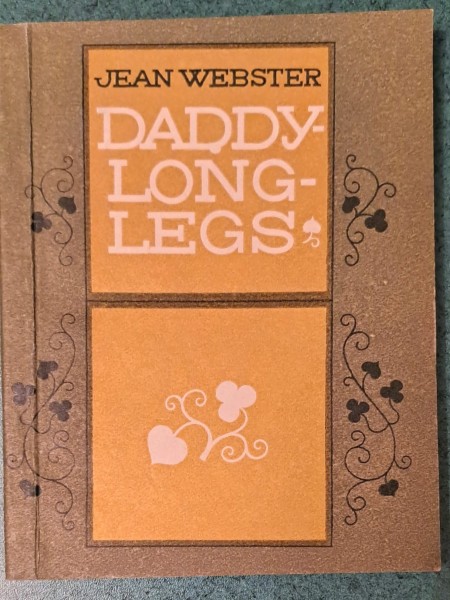 JEAN WEBSTER
DADDY-
LONG-
LEGS